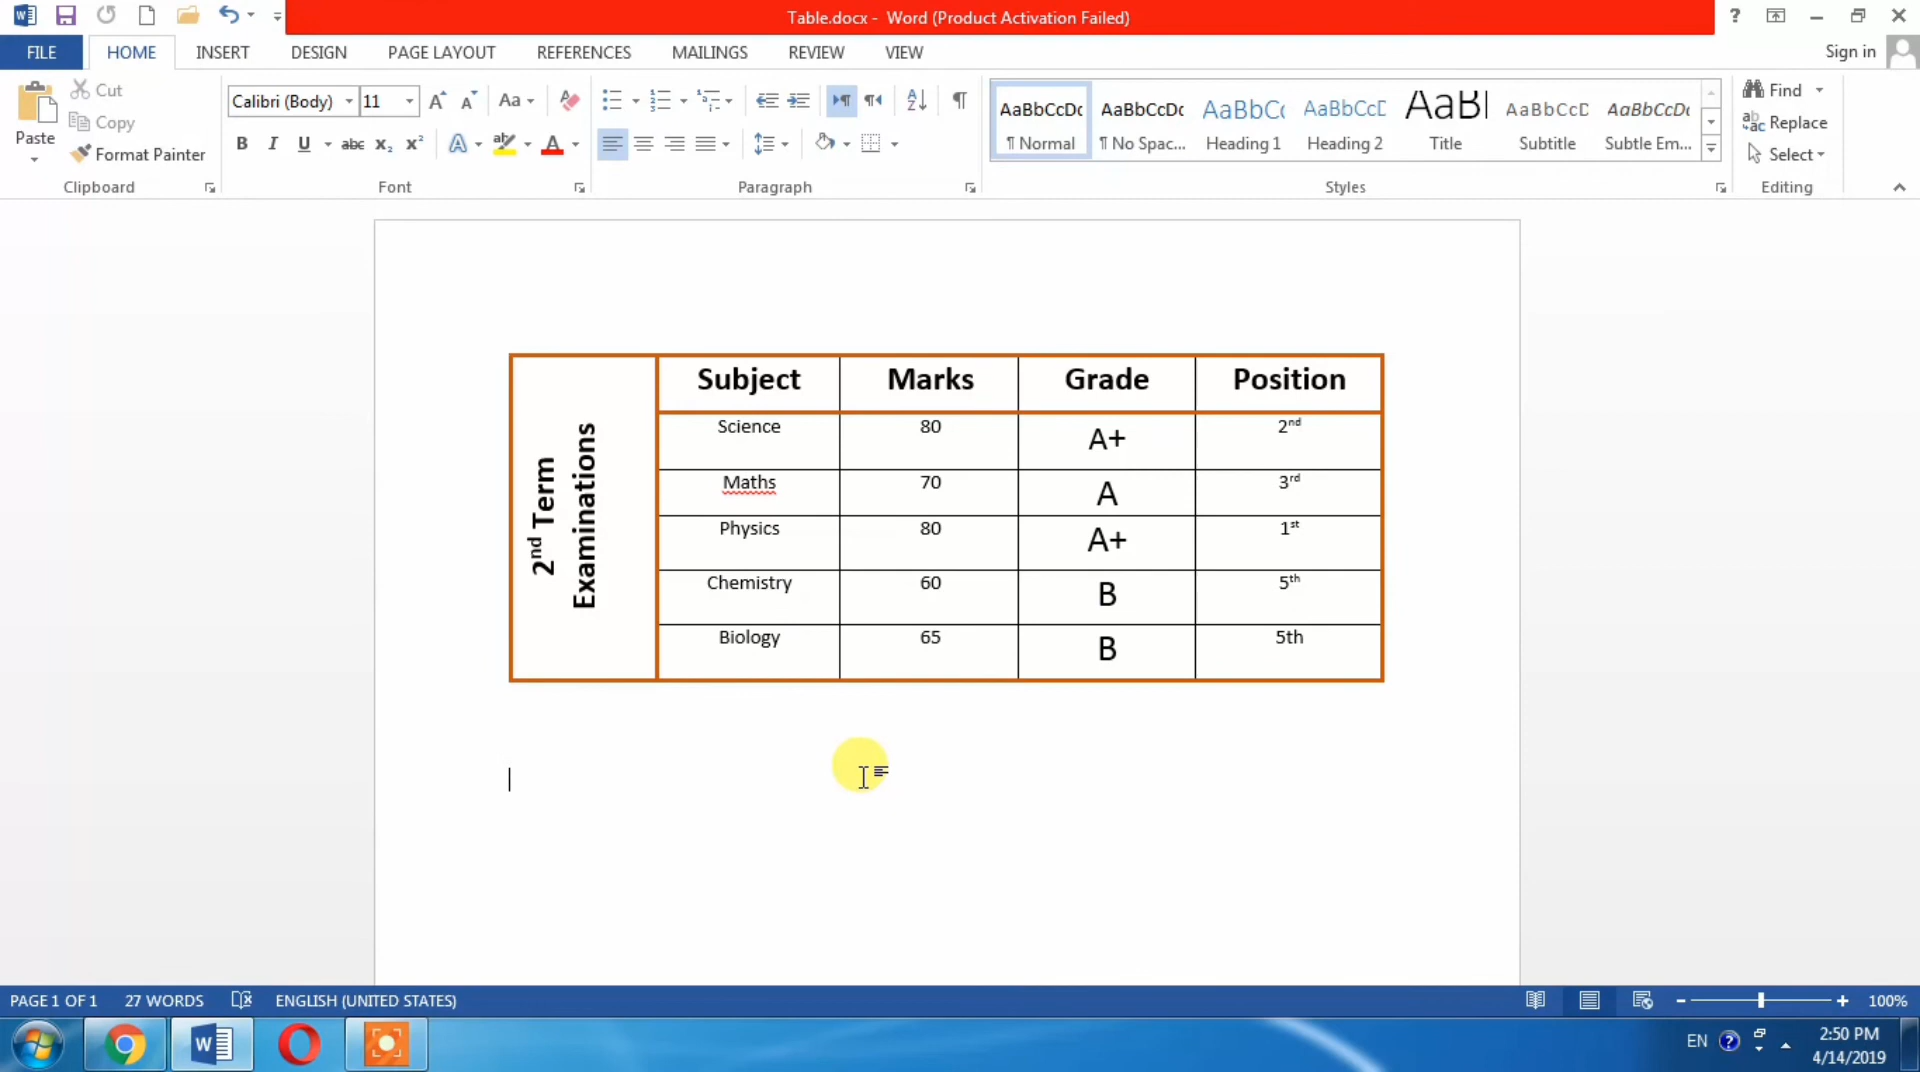 Table.docx - Word (Product Activation Failed)
FILE HOME INSERT DESIGN PAGE LAYOUT REFERENCES MAILINGS REVIEW VIEW Sign in
Paste
Cut
Copy
Format Painter
Clipboard
Calibri (Body) 11
Font
Paragraph
AaBbCcDc AaBbCcDc AaBbCc AaBbCcD AaB AaBbCcD AaBbCcDc
¶ Normal ¶ No Spac... Heading 1 Heading 2 Title Subtitle Subtle Em...
Styles
Find
Replace
Select
Editing
2nd Term
Examinations
Subject Marks Grade Position
Science 80 A+ 2nd
Maths 70 A 3rd
Physics 80 A+ 1st
Chemistry 60 B 5th
Biology 65 B 5th
PAGE 1 OF 1 27 WORDS ENGLISH (UNITED STATES) 100%
EN 2:50 PM
4/14/2019